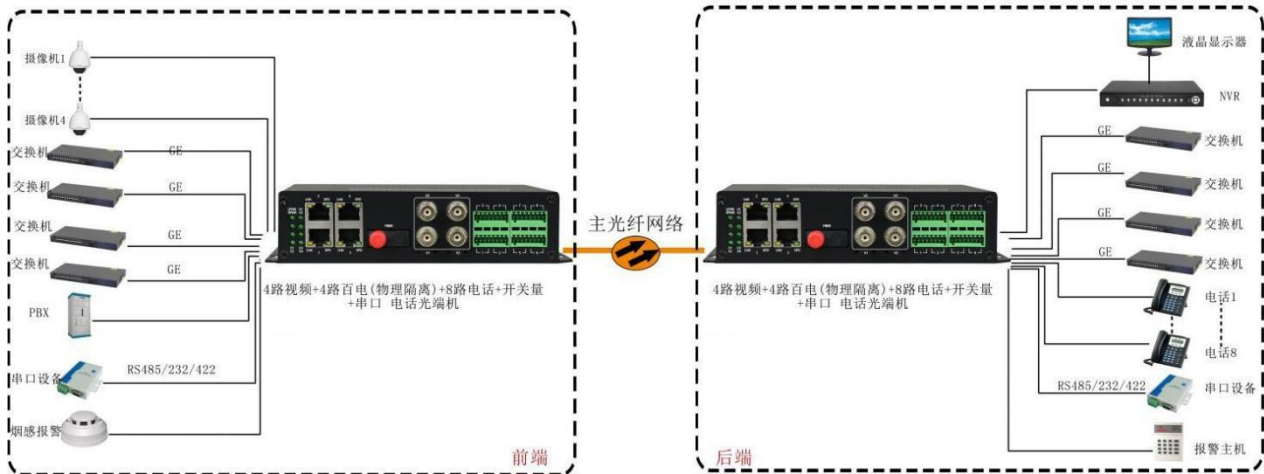 摄像机1
摄像机4
交换机
GE
交换机
GE
交换机
GE
交换机
GE
PBX
串口设备
RS485/232/422
烟感报警
4路视频+4路百电(物理隔离)+8路电话+开关量
+串口 电话光端机
前端
主光纤网络
液晶显示器
NVR
GE
交换机
GE
交换机
GE
交换机
GE
交换机
电话1
电话8
RS485/232/422
串口设备
报警主机
4路视频+4路百电(物理隔离)+8路电话+开关量
+串口 电话光端机
后端